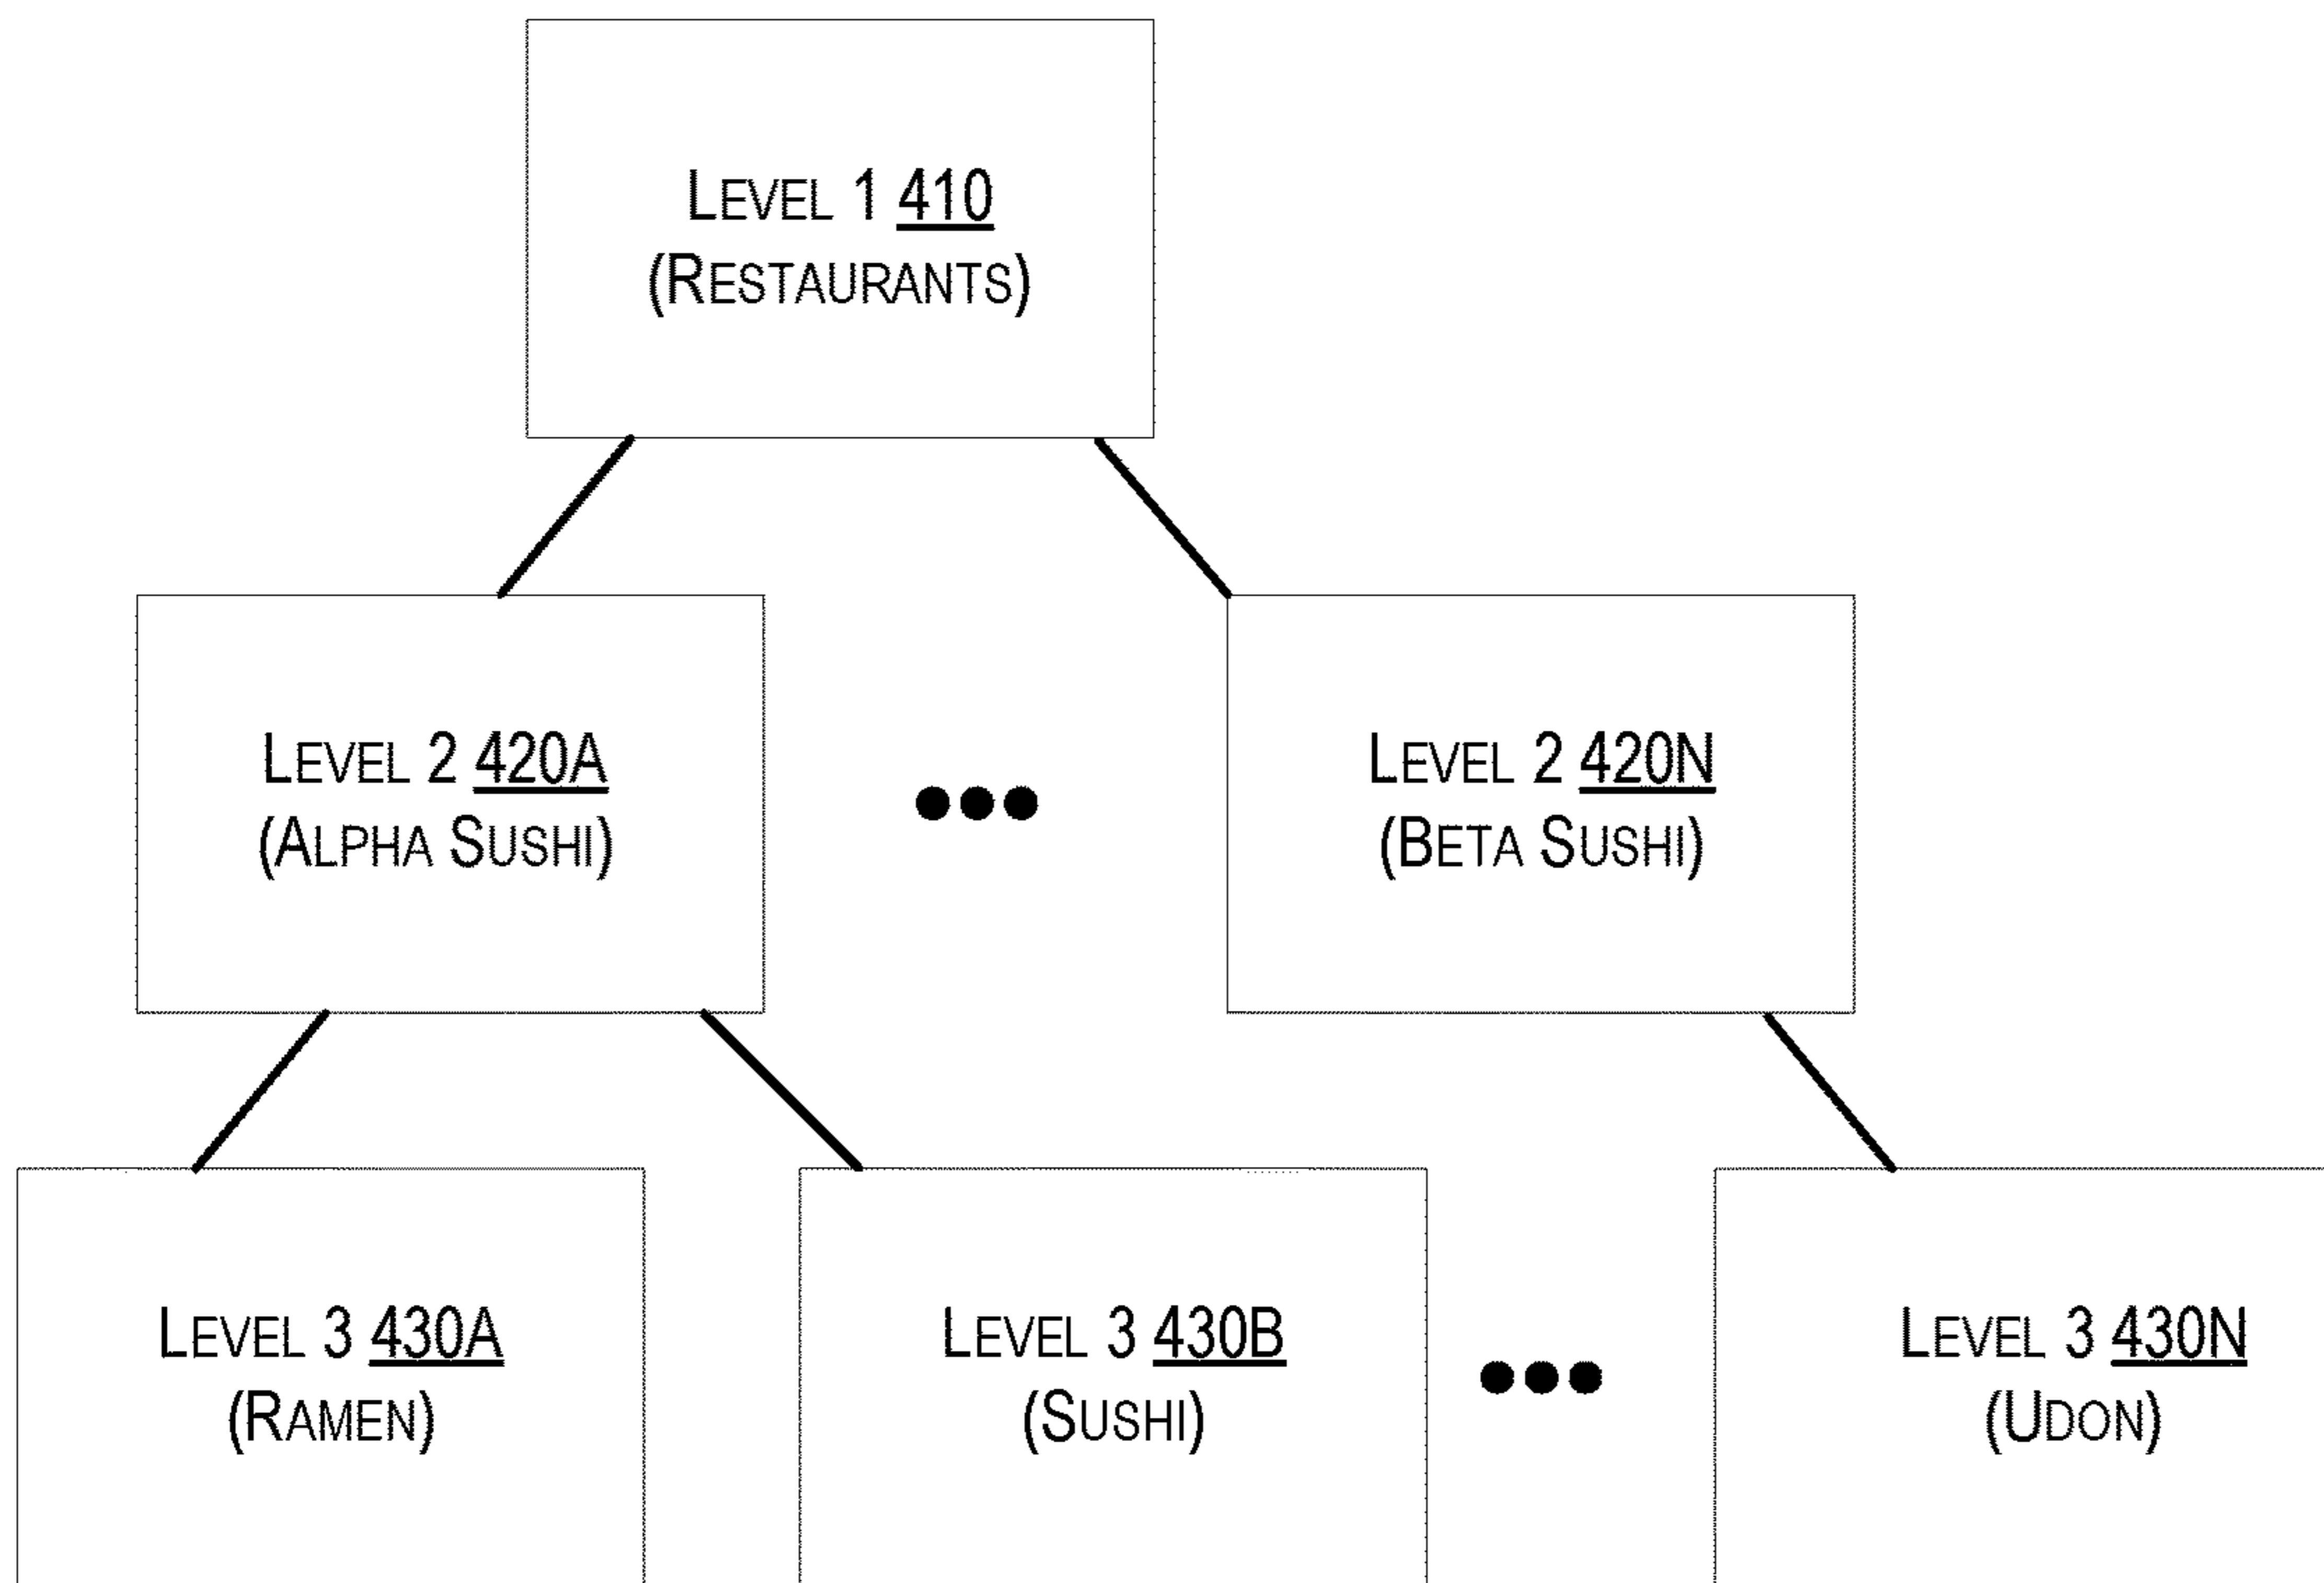 LEVEL 1 410
(RESTAURANTS)
LEVEL 2 420A
(ALPHA SUSHI)
LEVEL 2 420N
(BETA SUSHI)
LEVEL 3 430A
(RAMEN)
LEVEL 3 430B
(SUSHI)
LEVEL 3 430N
(UDON)